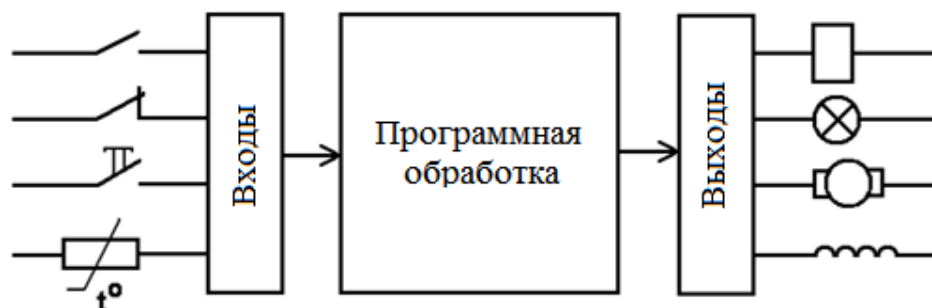 Входы
Программная
обработка
Выходы
t°